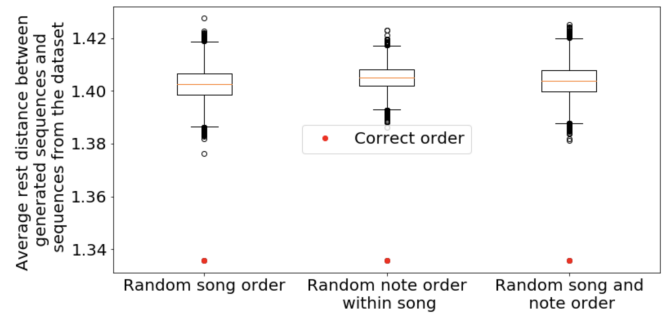 Average rest distance between
generated sequences and
sequences from the dataset
1.42
1.40
1.38
1.36
1.34
Correct order
Random song order
Random note order
within song
Random song and
note order